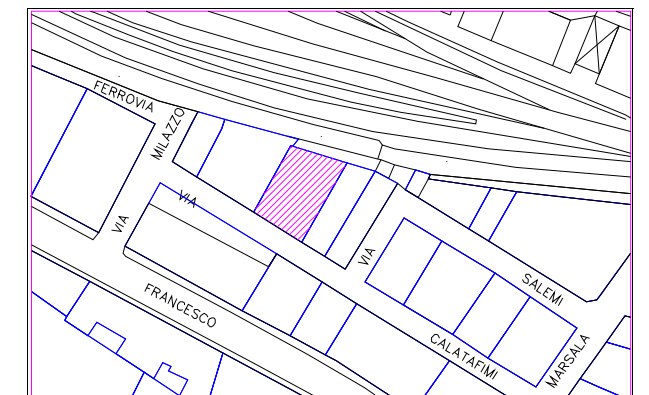 FERROVIA
MILAZZO
VIA
VIA
VIA
FRANCESCO
SALEMI
CALATAFIMI
MARSALA